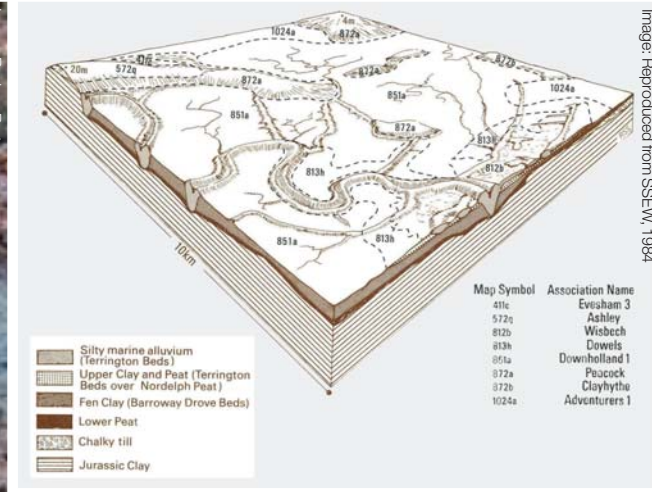 4m
1024a
872a
572q
20m
872a
872a
872b
1024a
851a
851a
872a
813h
812b
813h
851a
813h
10km
Map Symbol Association Name
411c Evesham 3
572q Ashley
812b Wisbech
813h Dowels
851a Downholland 1
872a Peacock
872b Clayhythe
1024a Adventurers 1
Silty marine alluvium
(Terrington Beds)
Upper Clay and Peat (Terrington
Beds over Nordelph Peat)
Fen Clay (Barroway Drove Beds)
Lower Peat
Chalky till
Jurassic Clay
Image: Reproduced from SSEW, 1984